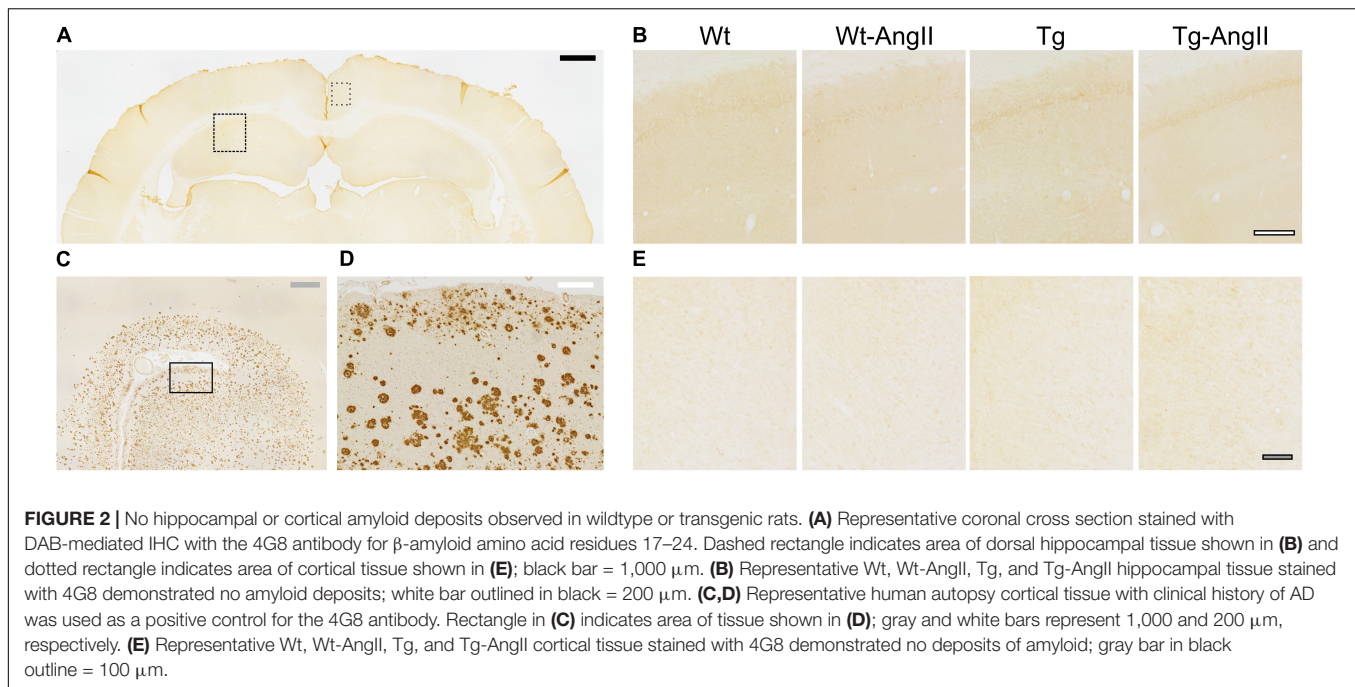 A
B
Wt
Wt-AngII
Tg
Tg-AngII
C
D
E
FIGURE 2 | No hippocampal or cortical amyloid deposits observed in wildtype or transgenic rats. (A) Representative coronal cross section stained with
DAB-mediated IHC with the 4G8 antibody for β-amyloid amino acid residues 17–24. Dashed rectangle indicates area of dorsal hippocampal tissue shown in (B) and
dotted rectangle indicates area of cortical tissue shown in (E); black bar = 1,000 μm. (B) Representative Wt, Wt-AngII, Tg, and Tg-AngII hippocampal tissue stained
with 4G8 demonstrated no amyloid deposits; white bar outlined in black = 200 μm. (C,D) Representative human autopsy cortical tissue with clinical history of AD
was used as a positive control for the 4G8 antibody. Rectangle in (C) indicates area of tissue shown in (D); gray and white bars represent 1,000 and 200 μm,
respectively. (E) Representative Wt, Wt-AngII, Tg, and Tg-AngII cortical tissue stained with 4G8 demonstrated no deposits of amyloid; gray bar in black
outline = 100 μm.